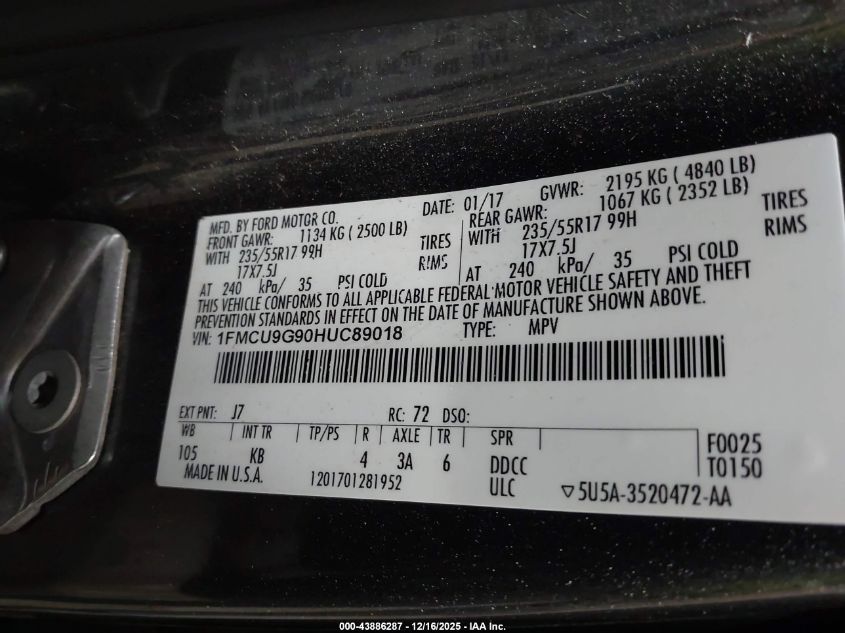 MFD. BY FORD MOTOR CO.
DATE: 01/17 GVWR: 2195 KG ( 4840 LB)
FRONT GAWR: 1134 KG ( 2500 LB) REAR GAWR: 1067 KG ( 2352 LB)
WITH 235/55R17 99H TIRES WITH 235/55R17 99H TIRES
17X7.5J RIMS 17X7.5J RIMS
AT 240 kPa/ 35 PSI COLD AT 240 kPa/ 35 PSI COLD
THIS VEHICLE CONFORMS TO ALL APPLICABLE FEDERAL MOTOR VEHICLE SAFETY AND THEFT
PREVENTION STANDARDS IN EFFECT ON THE DATE OF MANUFACTURE SHOWN ABOVE.
VIN: 1FMCU9G90HUC89018 TYPE: MPV
EXT PNT: J7 RC: 72 DSO:
WB INT TR TP/PS R AXLE TR SPR F0025
105 KB 4 3A 6 DDCC T0150
MADE IN U.S.A. 1201701281952 ULC ▽5U5A-3520472-AA
000-43886287 - 12/16/2025 - IAA Inc.